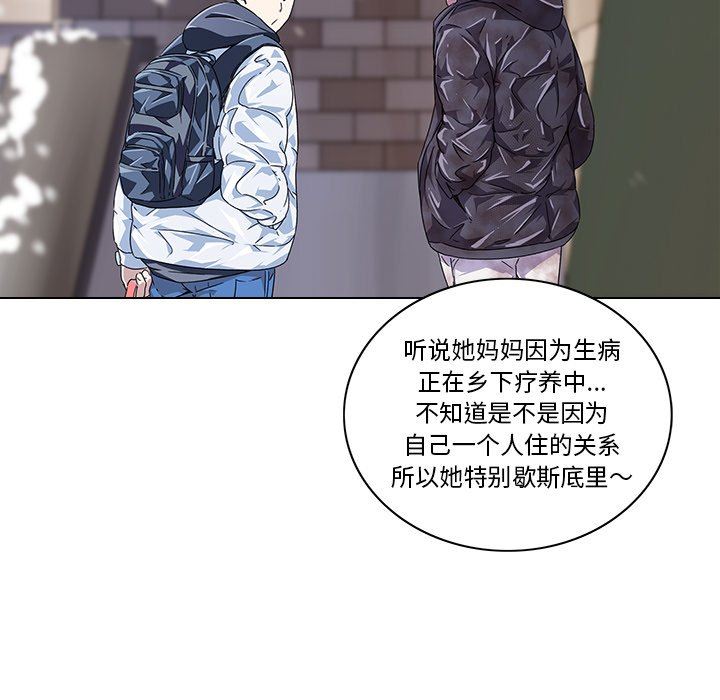 听说她妈妈因为生病
正在乡下疗养中...
不知道是不是因为
自己一个人住的关系
所以她特别歇斯底里～